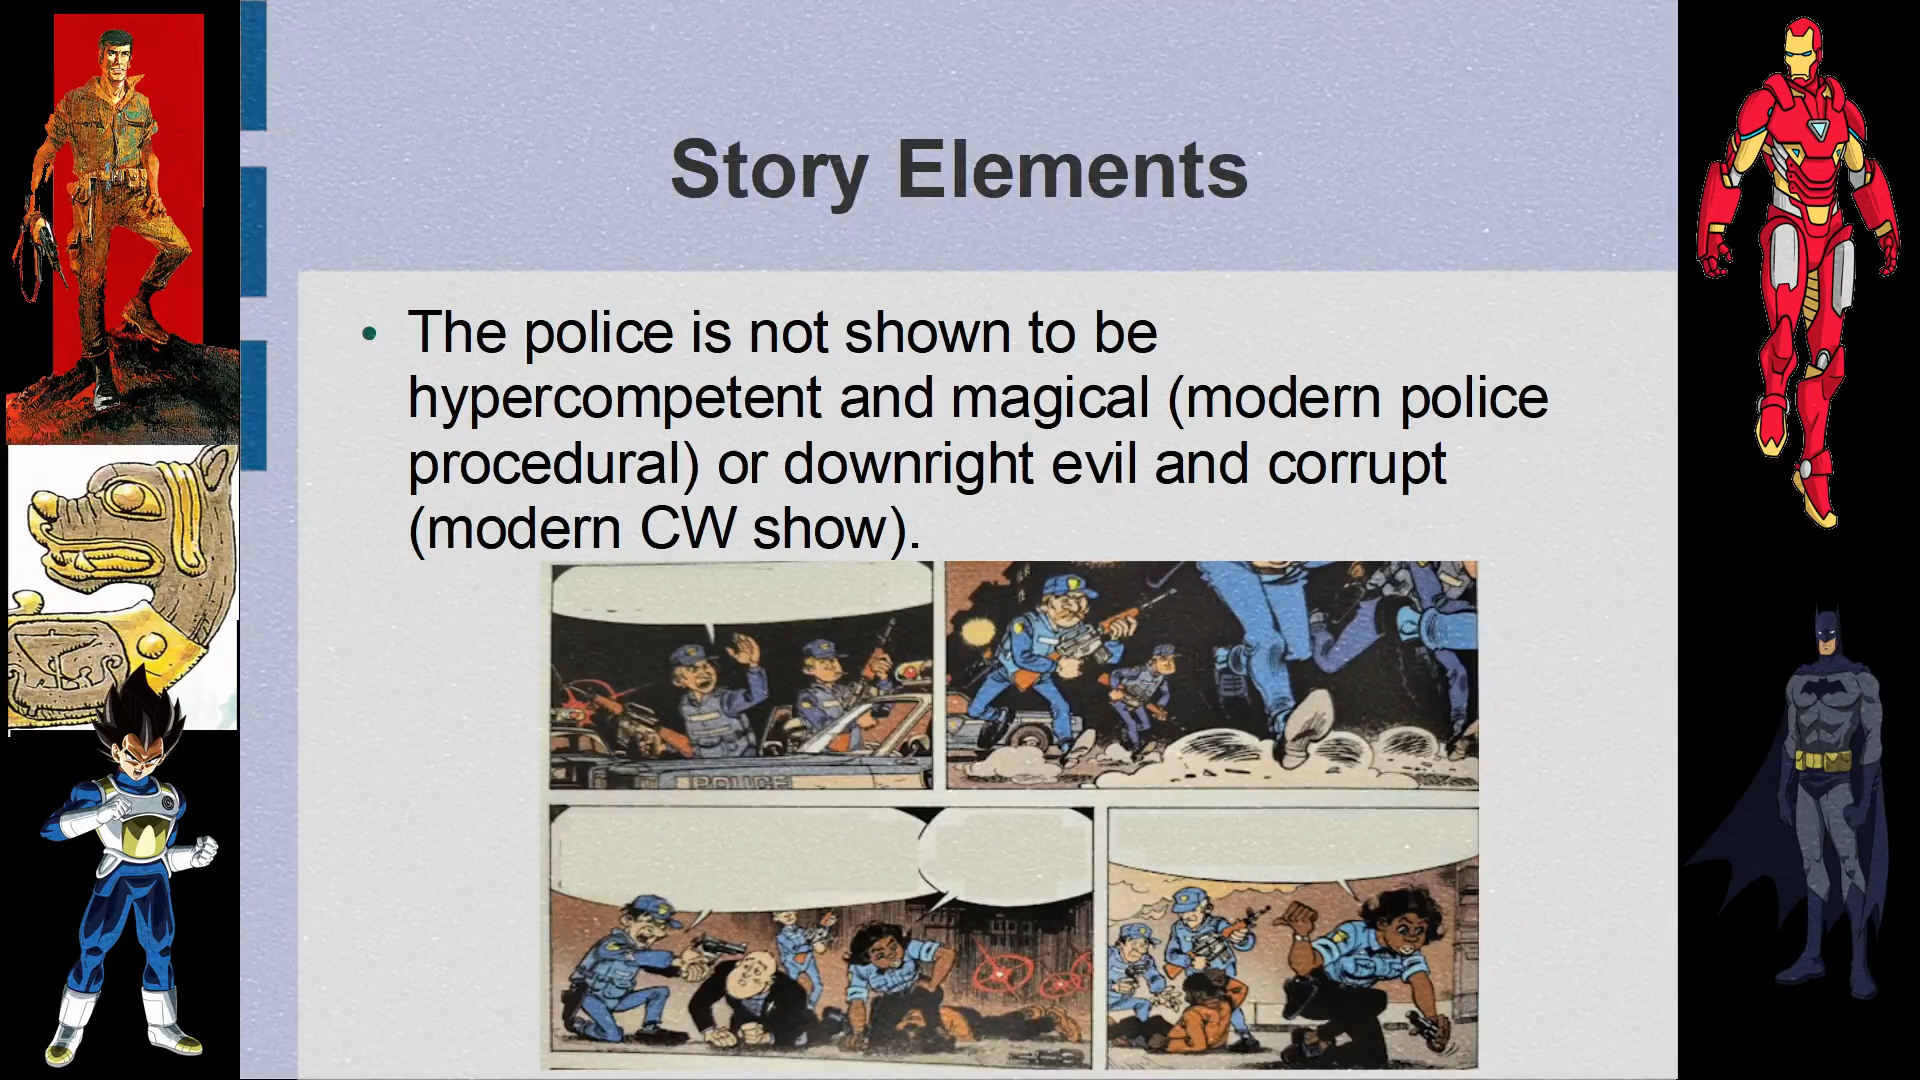 Story Elements
• The police is not shown to be
hypercompetent and magical (modern police
procedural) or downright evil and corrupt
(modern CW show).
POLICE